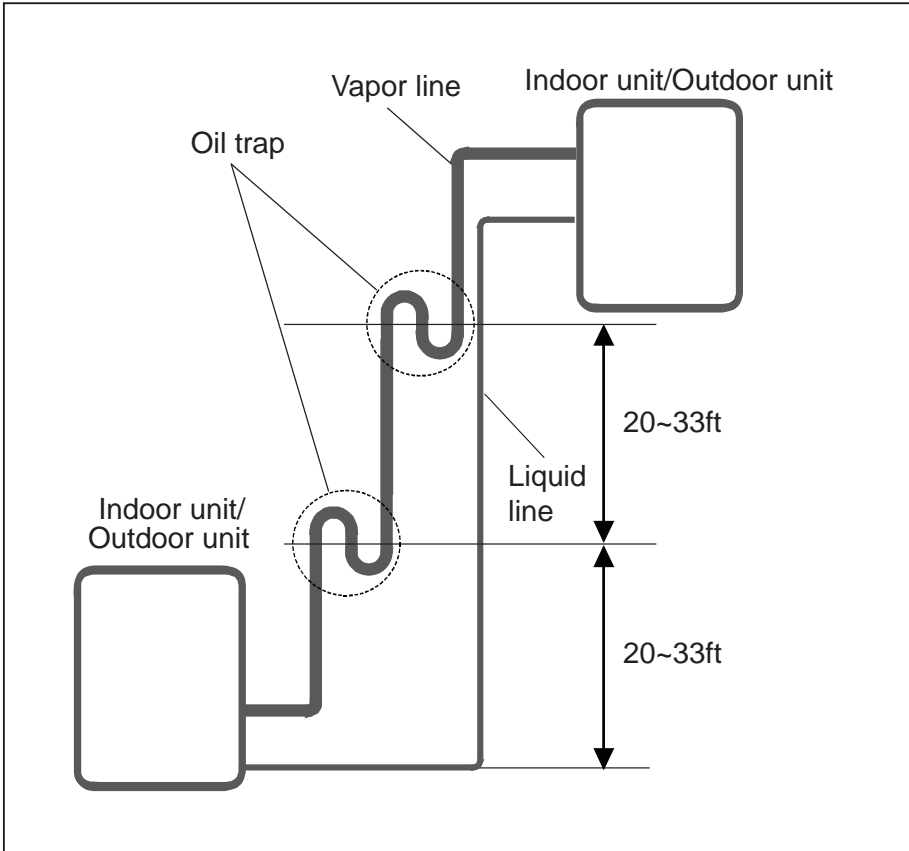 Indoor unit/Outdoor unit
Vapor line
Oil trap
20~33ft
Liquid
line
Indoor unit/
Outdoor unit
20~33ft